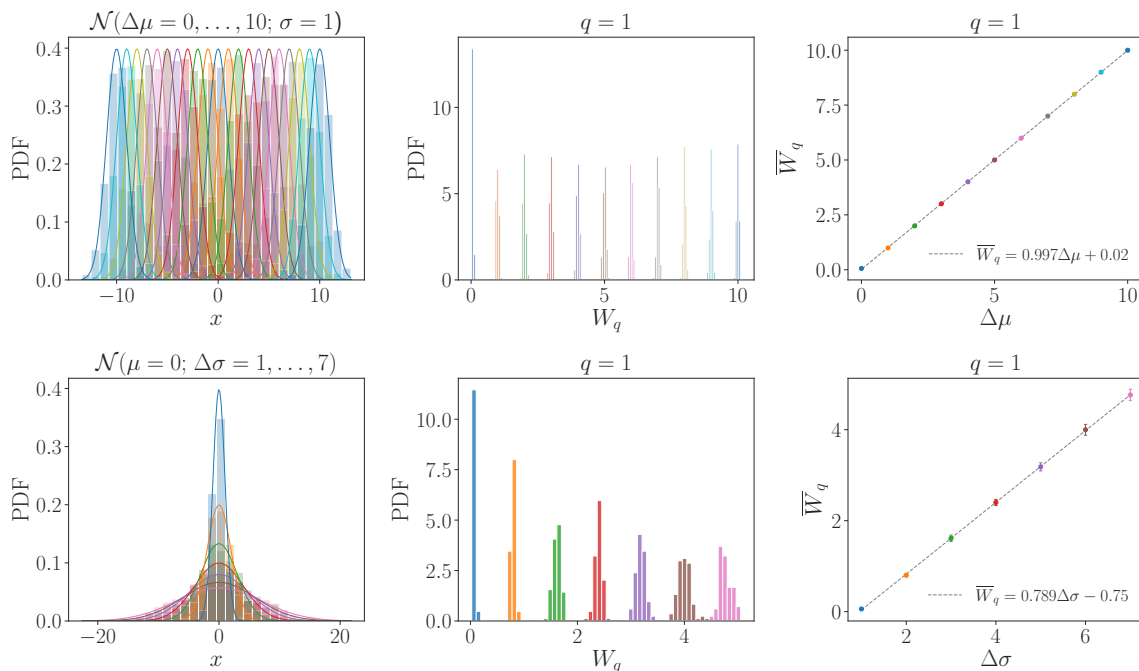 𝒩(Δμ = 0, . . . , 10; σ = 1)
PDF
0.4
0.3
0.2
0.1
0.0
−10 0 10
x
q = 1
PDF
10
5
0
0 5 10
W_q
q = 1
W̅_q
10.0
7.5
5.0
2.5
0.0
W̅_q = 0.997Δμ + 0.02
0 5 10
Δμ
𝒩(μ = 0; Δσ = 1, . . . , 7)
PDF
0.4
0.3
0.2
0.1
0.0
−20 0 20
x
q = 1
PDF
10.0
7.5
5.0
2.5
0.0
0 2 4
W_q
q = 1
W̅_q
4
2
0
W̅_q = 0.789Δσ − 0.75
2 4 6
Δσ